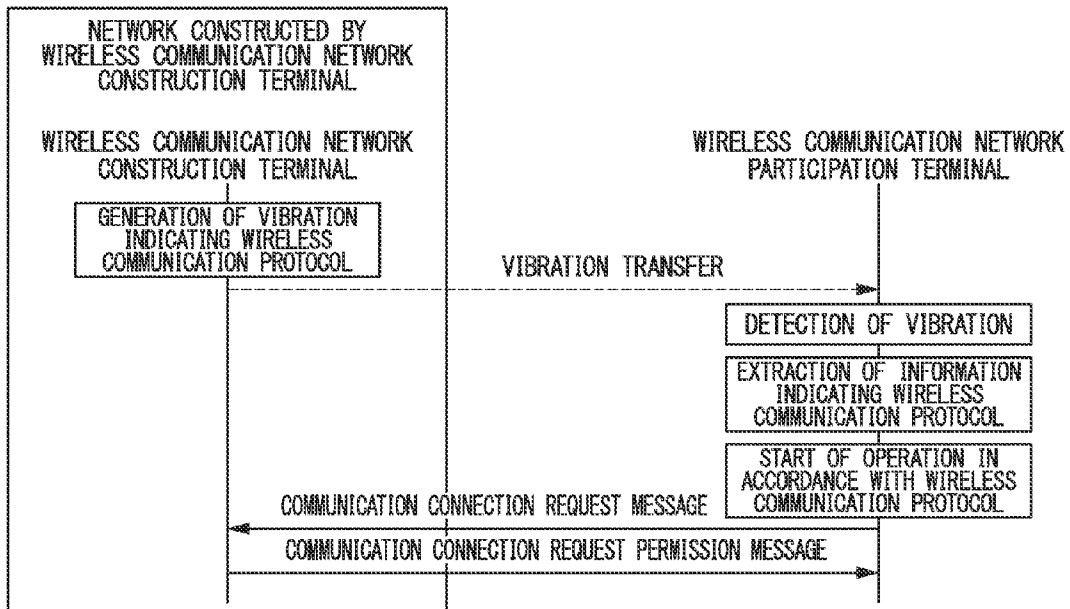 NETWORK CONSTRUCTED BY
WIRELESS COMMUNICATION NETWORK
CONSTRUCTION TERMINAL
WIRELESS COMMUNICATION NETWORK
CONSTRUCTION TERMINAL
WIRELESS COMMUNICATION NETWORK
PARTICIPATION TERMINAL
GENERATION OF VIBRATION
INDICATING WIRELESS
COMMUNICATION PROTOCOL
VIBRATION TRANSFER
DETECTION OF VIBRATION
EXTRACTION OF INFORMATION
INDICATING WIRELESS
COMMUNICATION PROTOCOL
START OF OPERATION IN
ACCORDANCE WITH WIRELESS
COMMUNICATION PROTOCOL
COMMUNICATION CONNECTION REQUEST MESSAGE
COMMUNICATION CONNECTION REQUEST PERMISSION MESSAGE